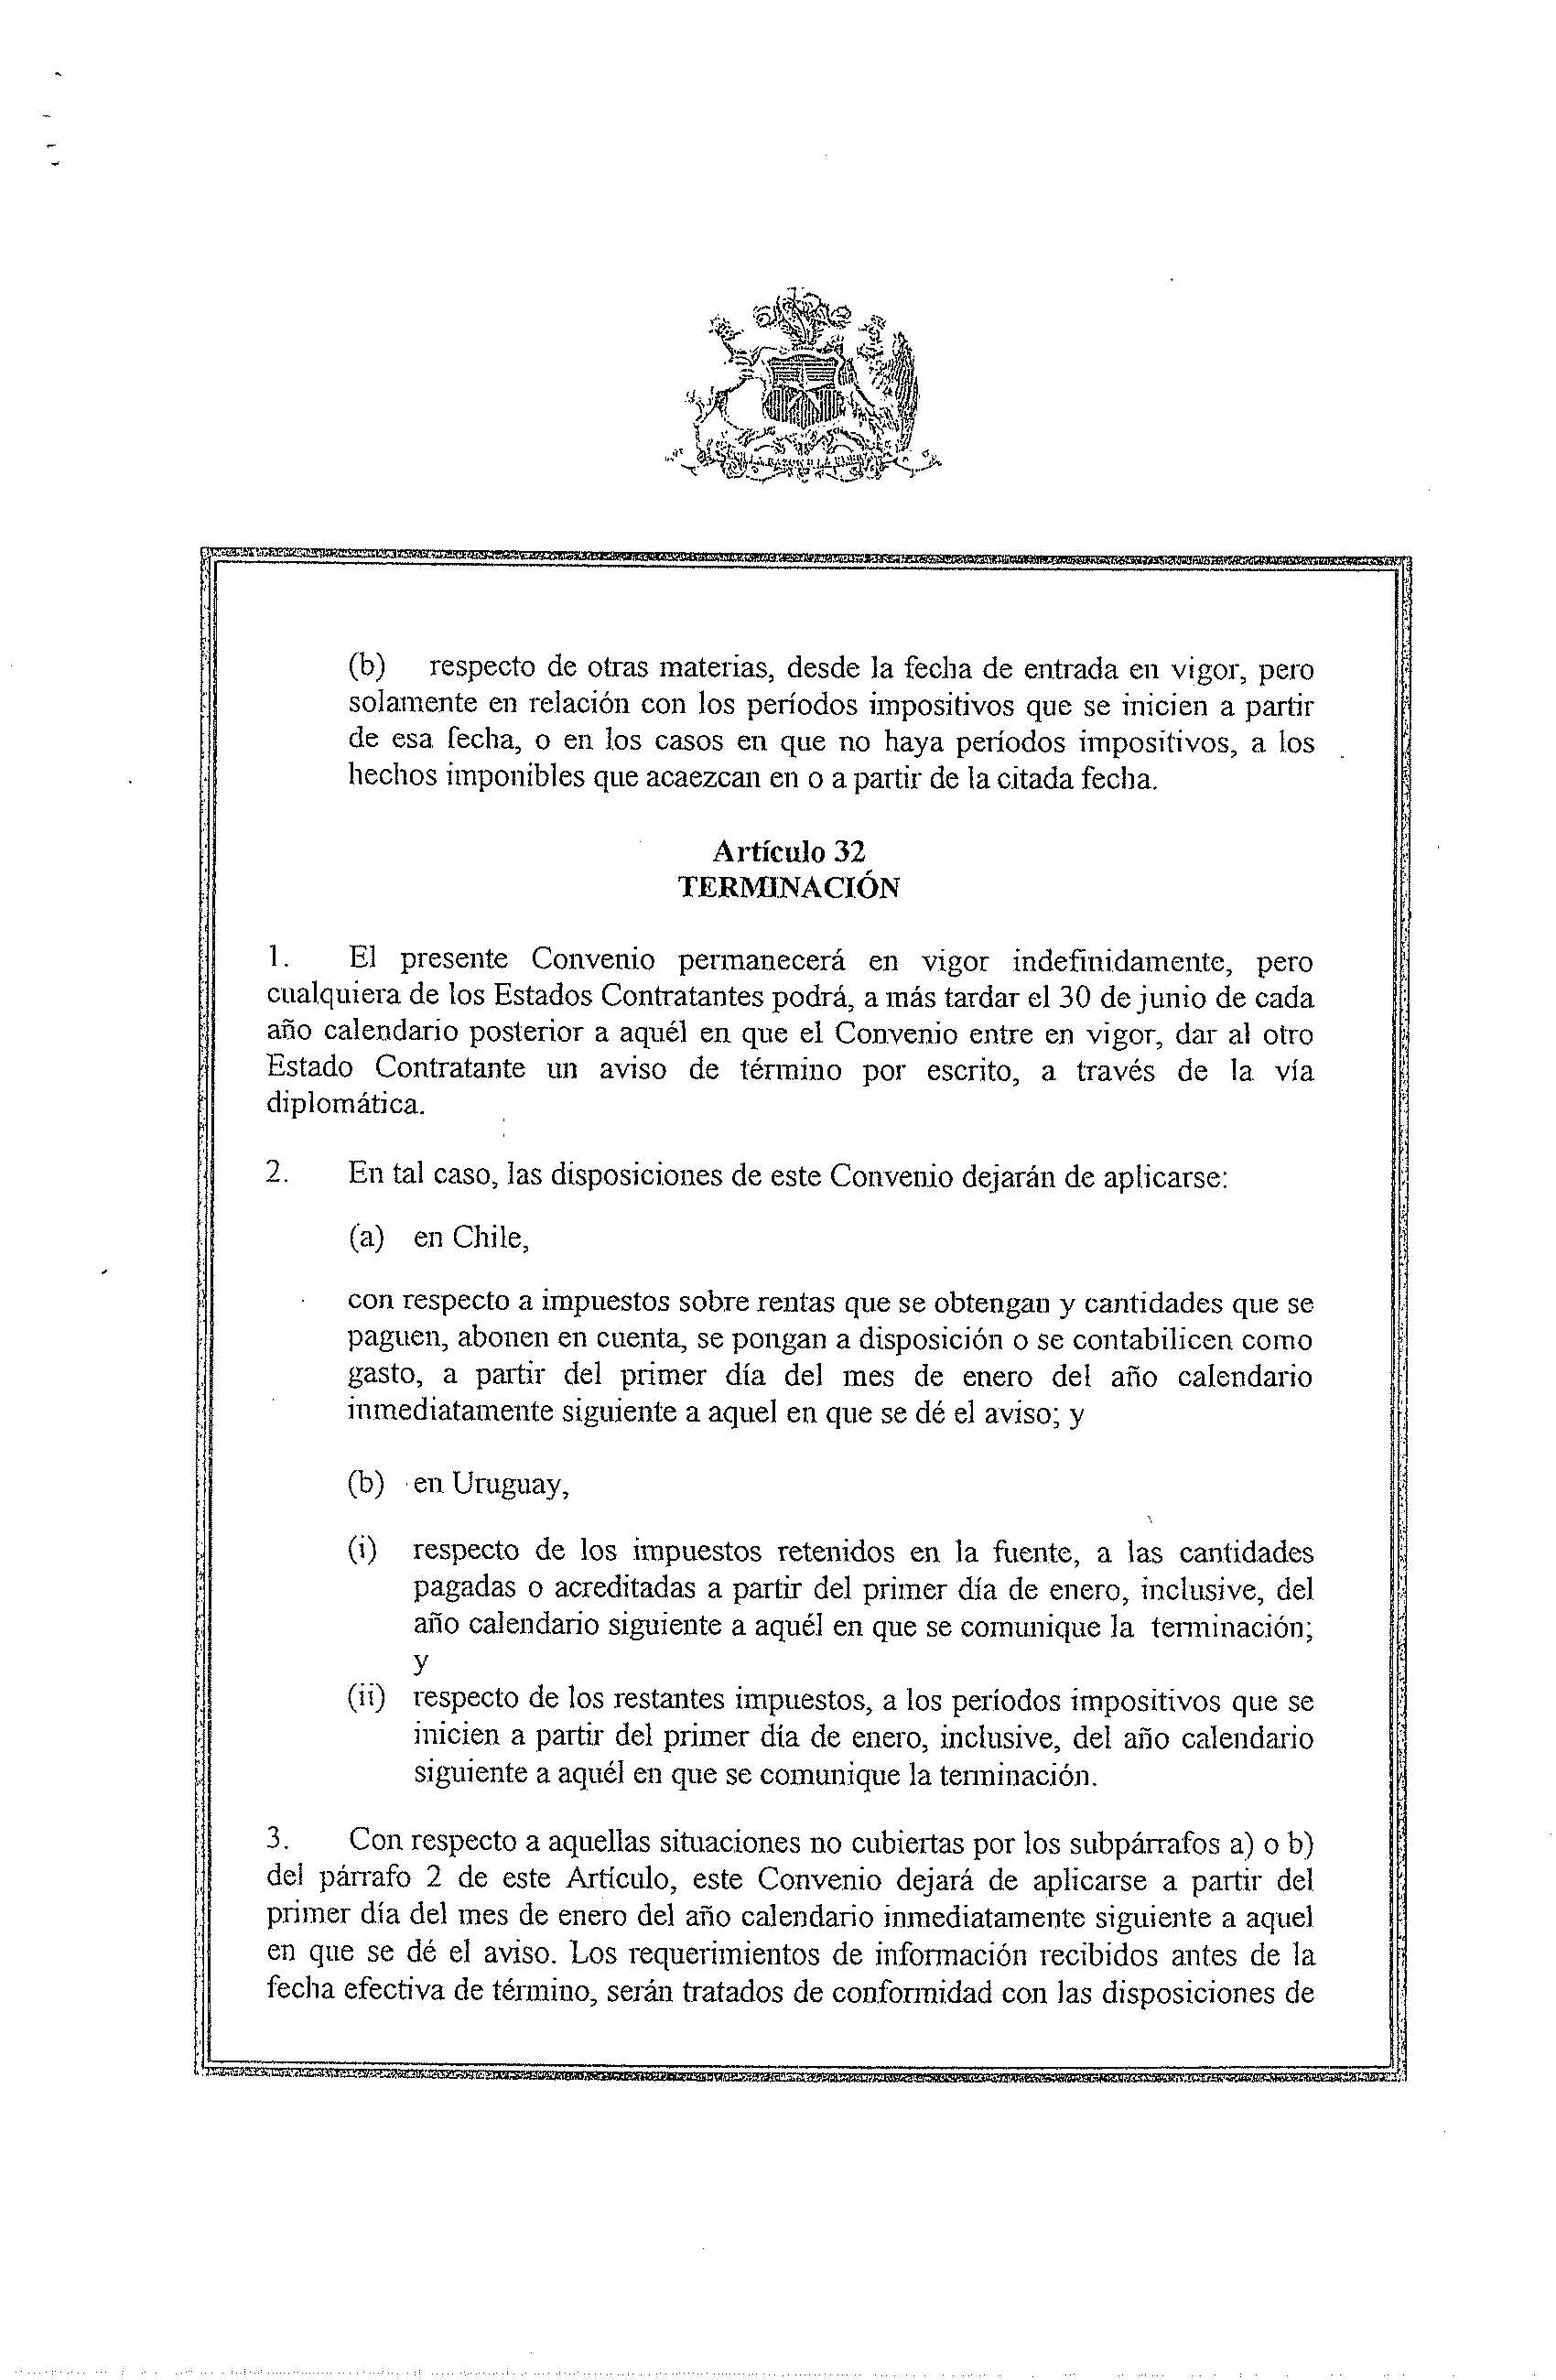 (b) respecto de otras materias, desde la fecha de entrada en vigor, pero
solamente en relación con los períodos impositivos que se inicien a partir
de esa fecha, o en los casos en que no haya períodos impositivos, a los
hechos imponibles que acaezcan en o a partir de la citada fecha.
Artículo 32
TERMINACIÓN
1. El presente Convenio permanecerá en vigor indefinidamente, pero
cualquiera de los Estados Contratantes podrá, a más tardar el 30 de junio de cada
año calendario posterior a aquél en que el Convenio entre en vigor, dar al otro
Estado Contratante un aviso de término por escrito, a través de la vía
diplomática.
2. En tal caso, las disposiciones de este Convenio dejarán de aplicarse:
(a) en Chile,
con respecto a impuestos sobre rentas que se obtengan y cantidades que se
paguen, abonen en cuenta, se pongan a disposición o se contabilicen como
gasto, a partir del primer día del mes de enero del año calendario
inmediatamente siguiente a aquel en que se dé el aviso; y
(b) en Uruguay,
(i) respecto de los impuestos retenidos en la fuente, a las cantidades
pagadas o acreditadas a partir del primer día de enero, inclusive, del
año calendario siguiente a aquél en que se comunique la terminación;
y
(ii) respecto de los restantes impuestos, a los períodos impositivos que se
inicien a partir del primer día de enero, inclusive, del año calendario
siguiente a aquél en que se comunique la terminación.
3. Con respecto a aquellas situaciones no cubiertas por los subpárrafos a) o b)
del párrafo 2 de este Artículo, este Convenio dejará de aplicarse a partir del
primer día del mes de enero del año calendario inmediatamente siguiente a aquel
en que se dé el aviso. Los requerimientos de información recibidos antes de la
fecha efectiva de término, serán tratados de conformidad con las disposiciones de